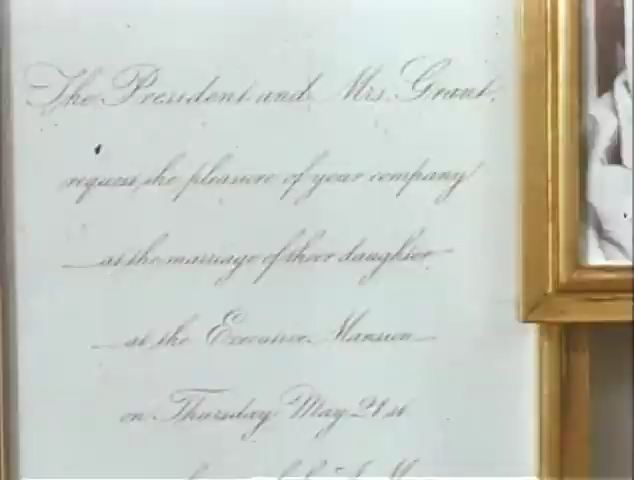 The President and Mrs. Grant,
request the pleasure of your company
at the marriage of their daughter
at the Executive Mansion
on Thursday May 21st